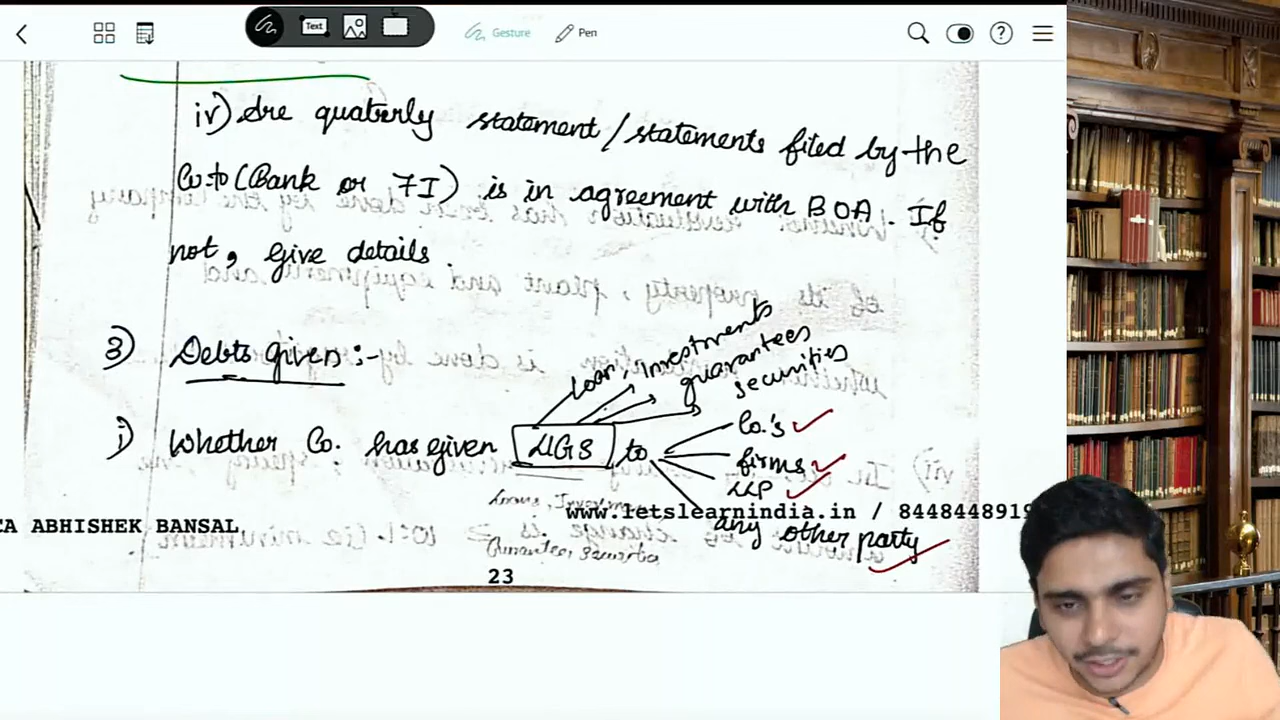 Text
Gesture
Pen
iv) Are quaterly statement/statements filed by the
Co. to (Bank or FI) is in agreement with BOA. If
not, give details.
3) Debts given :-
Loan, investments
guarantees
securities
i) Whether Co. has given LIGS to
Co.'s
firms
LLP
any other party
www.letslearnindia.in / 8448448919
CA ABHISHEK BANSAL
23